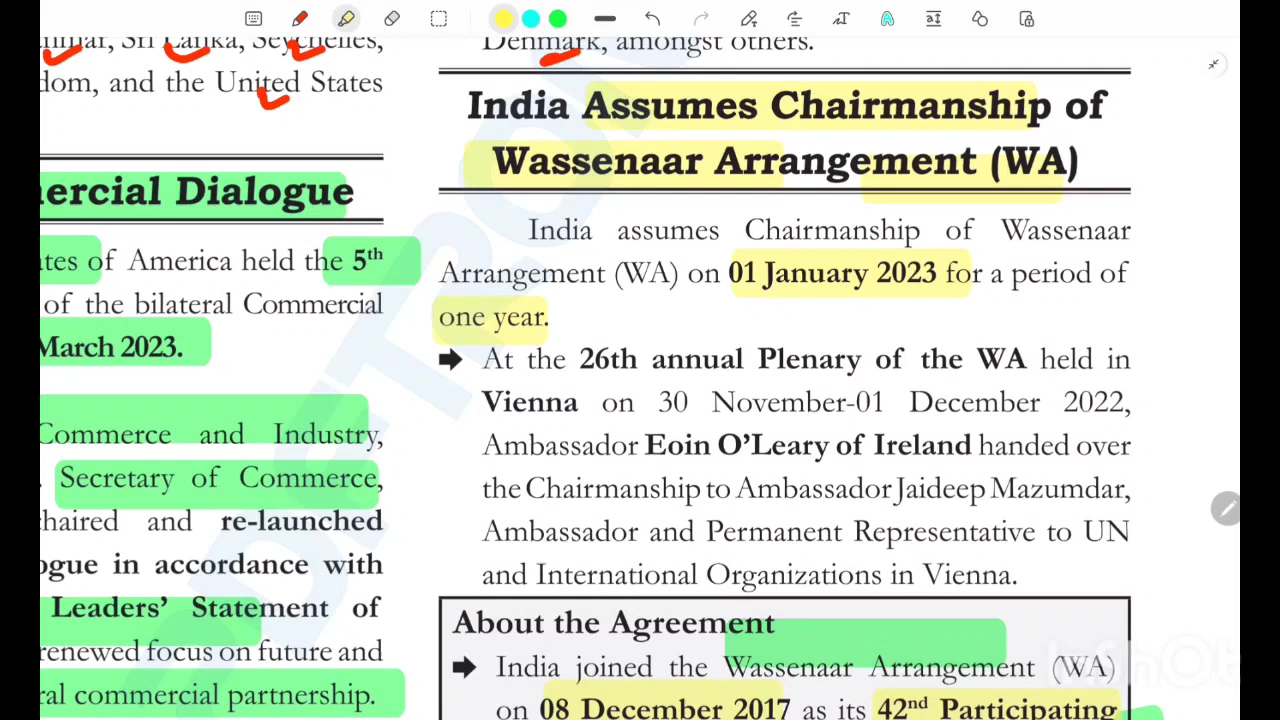 Sri Lanka, Seychelles,
dom, and the United States
ercial Dialogue
tes of America held the 5th
of the bilateral Commercial
March 2023.
Commerce and Industry,
Secretary of Commerce,
haired and re-launched
ogue in accordance with
Leaders' Statement of
renewed focus on future and
ral commercial partnership.
Denmark, amongst others.
India Assumes Chairmanship of
Wassenaar Arrangement (WA)
India assumes Chairmanship of Wassenaar
Arrangement (WA) on 01 January 2023 for a period of
one year.
At the 26th annual Plenary of the WA held in
Vienna on 30 November-01 December 2022,
Ambassador Eoin O'Leary of Ireland handed over
the Chairmanship to Ambassador Jaideep Mazumdar,
Ambassador and Permanent Representative to UN
and International Organizations in Vienna.
About the Agreement
India joined the Wassenaar Arrangement (WA)
on 08 December 2017 as its 42nd Participating